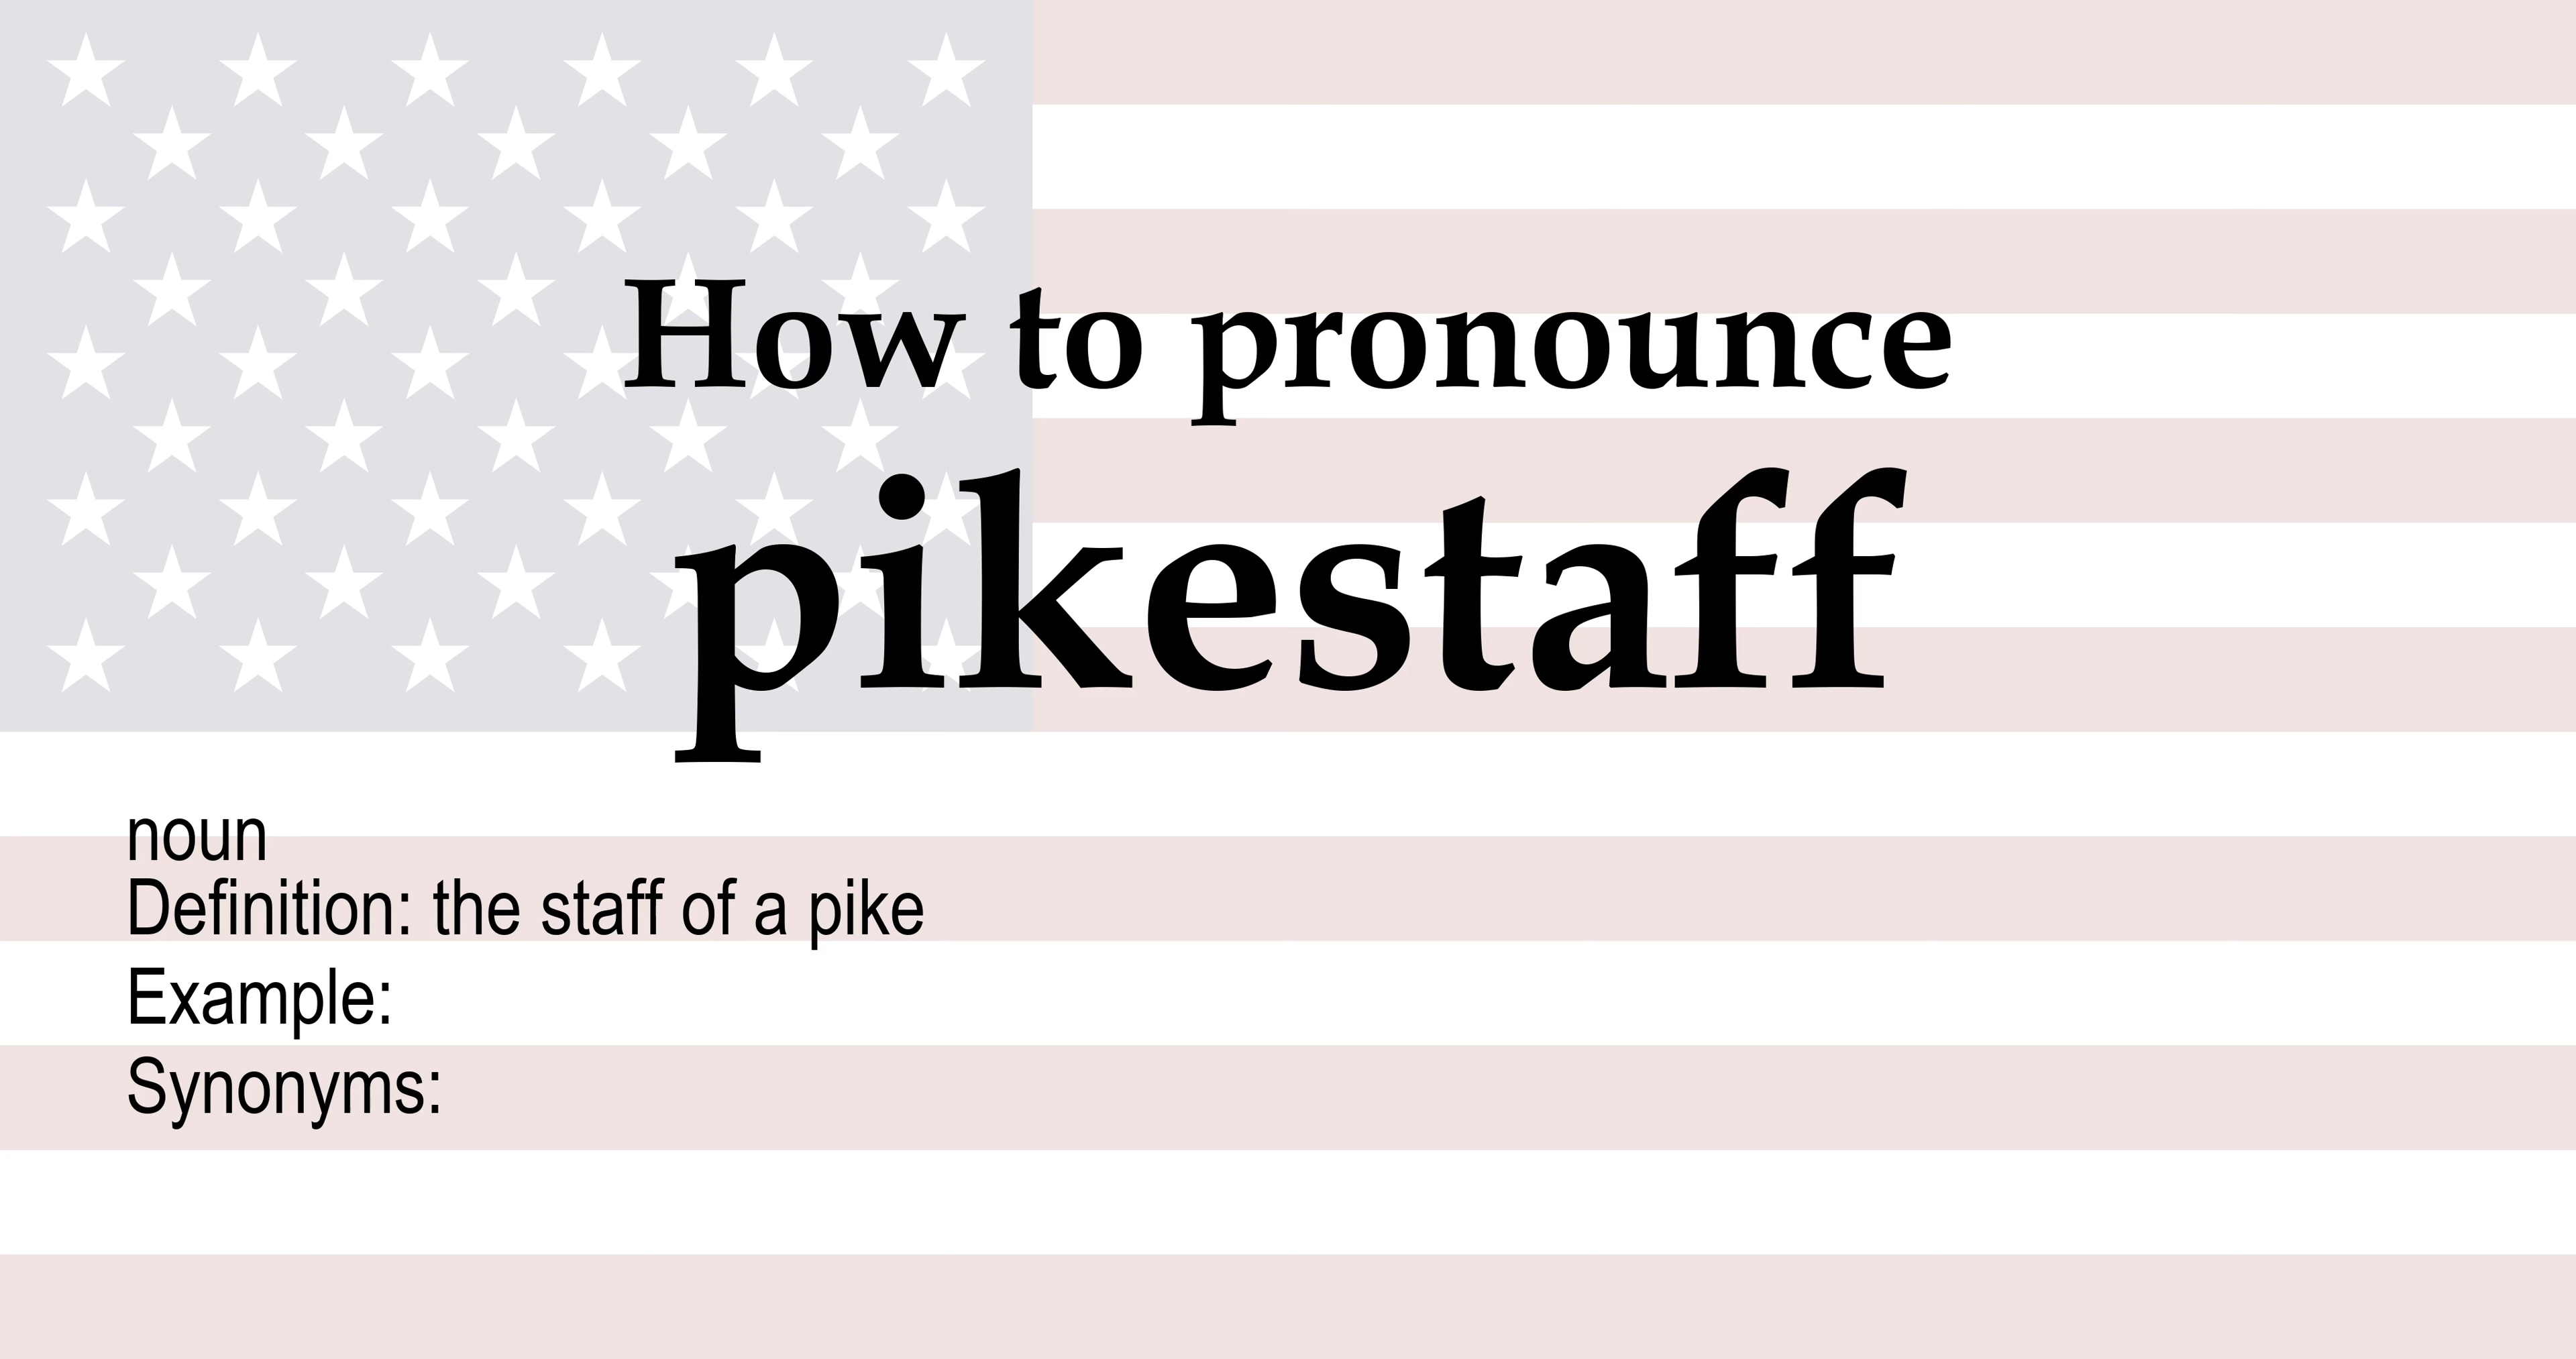 How to pronounce
pikestaff
noun
Definition: the staff of a pike
Example:
Synonyms: